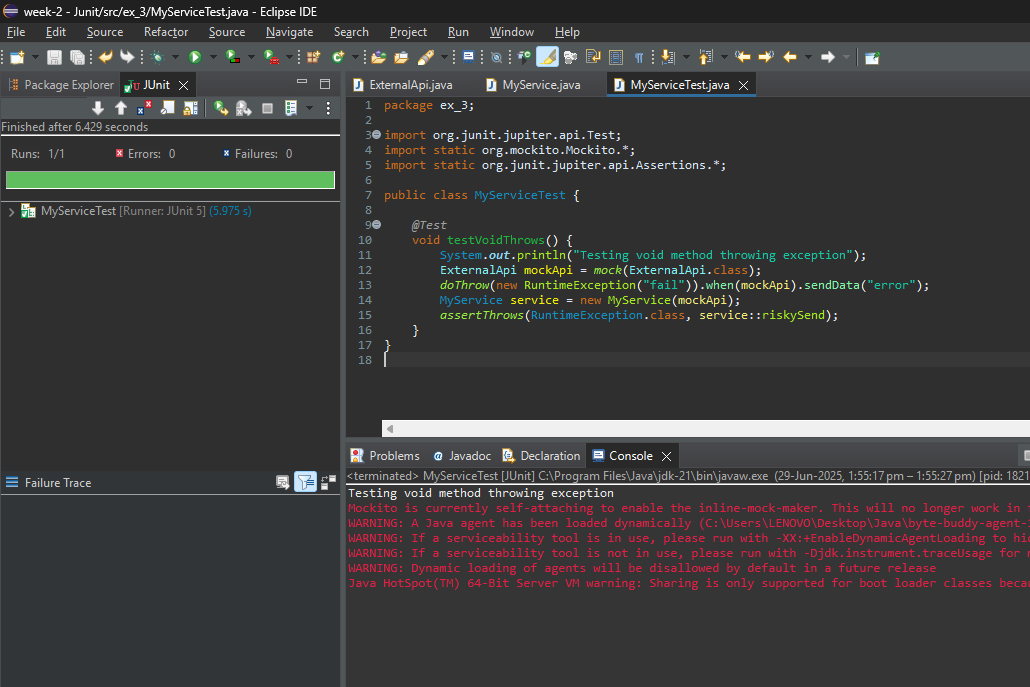 week-2 - Junit/src/ex_3/MyServiceTest.java - Eclipse IDE
File Edit View Source Refactor Source Navigate Search Project Run Window Help
Package Explorer JUnit
Finished after 6.429 seconds
Runs: 1/1 Errors: 0 Failures: 0
MyServiceTest [Runner: JUnit 5] (5.975 s)
Failure Trace
ExternalApi.java MyService.java MyServiceTest.java
1 package ex_3;
2
3 import org.junit.jupiter.api.Test;
4 import static org.mockito.Mockito.*;
5 import static org.junit.jupiter.api.Assertions.*;
6
7 public class MyServiceTest {
8
9 @Test
10 void testVoidThrows() {
11 System.out.println("Testing void method throwing exception");
12 ExternalApi mockApi = mock(ExternalApi.class);
13 doThrow(new RuntimeException("fail")).when(mockApi).sendData("error");
14 MyService service = new MyService(mockApi);
15 assertThrows(RuntimeException.class, service::riskySend);
16 }
17 }
18
Problems Javadoc Declaration Console
<terminated> MyServiceTest [JUnit] C:\Program Files\Java\jdk-21\bin\javaw.exe (29-Jun-2025, 1:55:17 pm – 1:55:27 pm) [pid: 1821
Testing void method throwing exception
Mockito is currently self-attaching to enable the inline-mock-maker. This will no longer work in
WARNING: A Java agent has been loaded dynamically (C:\Users\LENOVO\Desktop\Java\byte-buddy-agent-
WARNING: If a serviceability tool is in use, please run with -XX:+EnableDynamicAgentLoading to hi
WARNING: If a serviceability tool is not in use, please run with -Djdk.instrument.traceUsage for
WARNING: Dynamic loading of agents will be disallowed by default in a future release
Java HotSpot(TM) 64-Bit Server VM warning: Sharing is only supported for boot loader classes beca